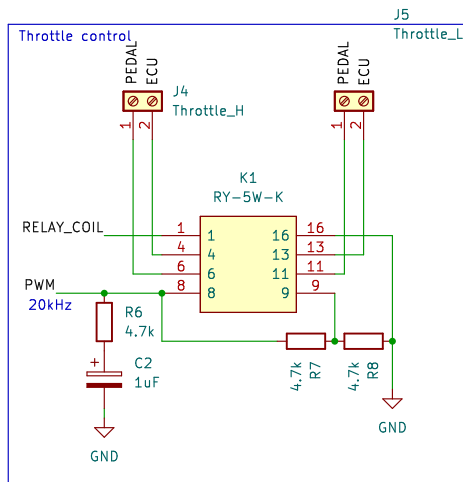 J5
Throttle control
Throttle_L
PEDAL
ECU
PEDAL
ECU
J4
Throttle_H
1
2
1
2
K1
RY-5W-K
RELAY_COIL
1
1
16
16
4
4
13
13
6
6
11
11
PWM
8
8
9
9
20kHz
R6
4.7k
C2
1uF
4.7k
R7
4.7k
R8
GND
GND
+